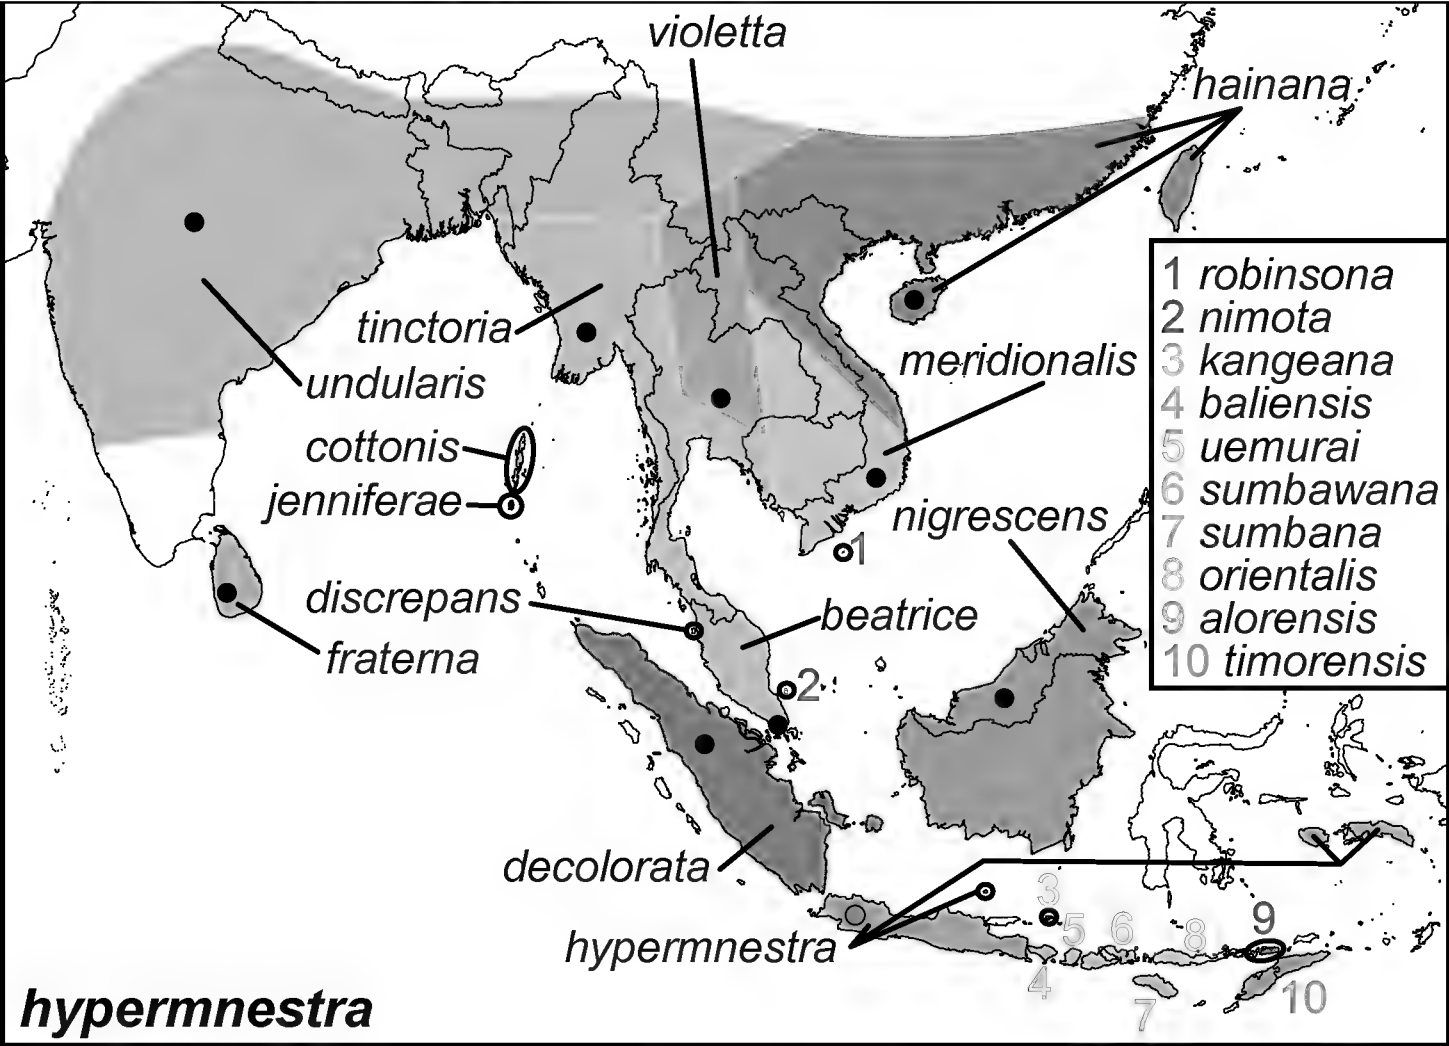 violetta
hainana
1 robinsona
2 nimota
3 kangeana
4 baliensis
5 uemurai
6 sumbawana
7 sumbana
8 orientalis
9 alorensis
10 timorensis
tinctoria
meridionalis
undularis
cottonis
jenniferae
nigrescens
1
discrepans
beatrice
fraterna
2
decolorata
3
hypermnestra
5
6
8
9
4
7
10
hypermnestra